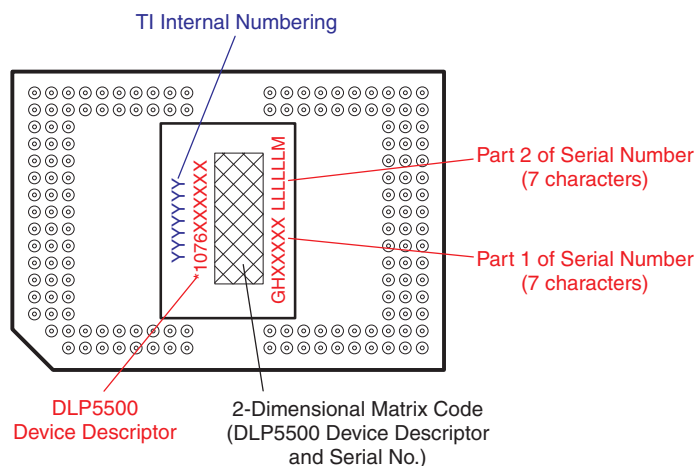 TI Internal Numbering
YYYYYYY
*1076XXXXXX
GHXXXXX LLLLLLM
Part 2 of Serial Number
(7 characters)
Part 1 of Serial Number
(7 characters)
DLP5500
Device Descriptor
2-Dimensional Matrix Code
(DLP5500 Device Descriptor
and Serial No.)